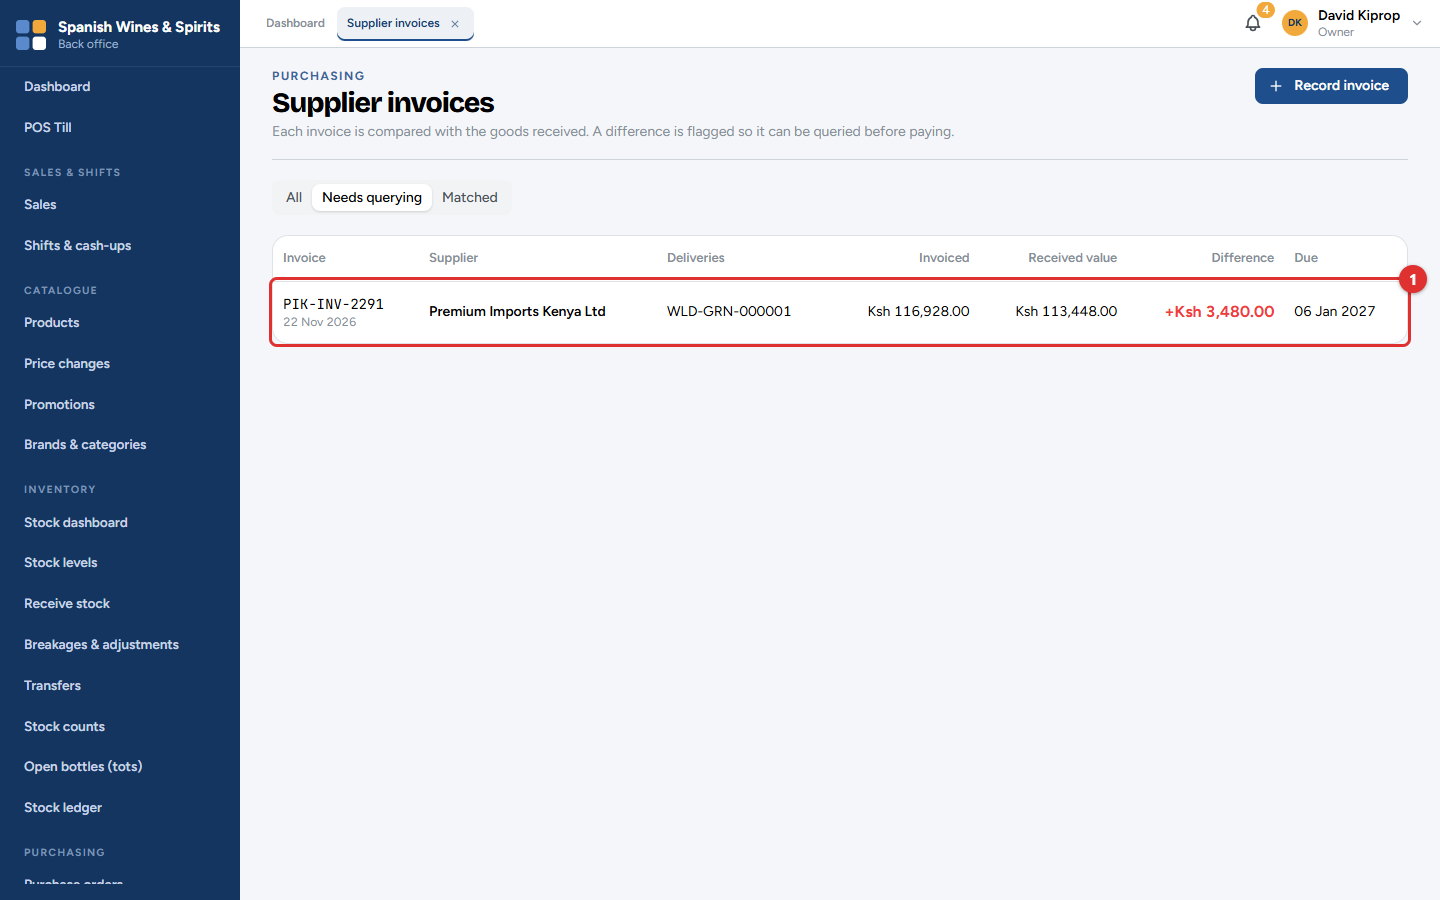 Spanish Wines & Spirits
Back office
Dashboard
POS Till
SALES & SHIFTS
Sales
Shifts & cash-ups
CATALOGUE
Products
Price changes
Promotions
Brands & categories
INVENTORY
Stock dashboard
Stock levels
Receive stock
Breakages & adjustments
Transfers
Stock counts
Open bottles (tots)
Stock ledger
PURCHASING
Purchase orders
Dashboard Supplier invoices ×
4 DK David Kiprop
Owner
PURCHASING
Supplier invoices
Each invoice is compared with the goods received. A difference is flagged so it can be queried before paying.
+ Record invoice
All Needs querying Matched
Invoice Supplier Deliveries Invoiced Received value Difference Due
1
PIK-INV-2291 Premium Imports Kenya Ltd WLD-GRN-000001 Ksh 116,928.00 Ksh 113,448.00 +Ksh 3,480.00 06 Jan 2027
22 Nov 2026